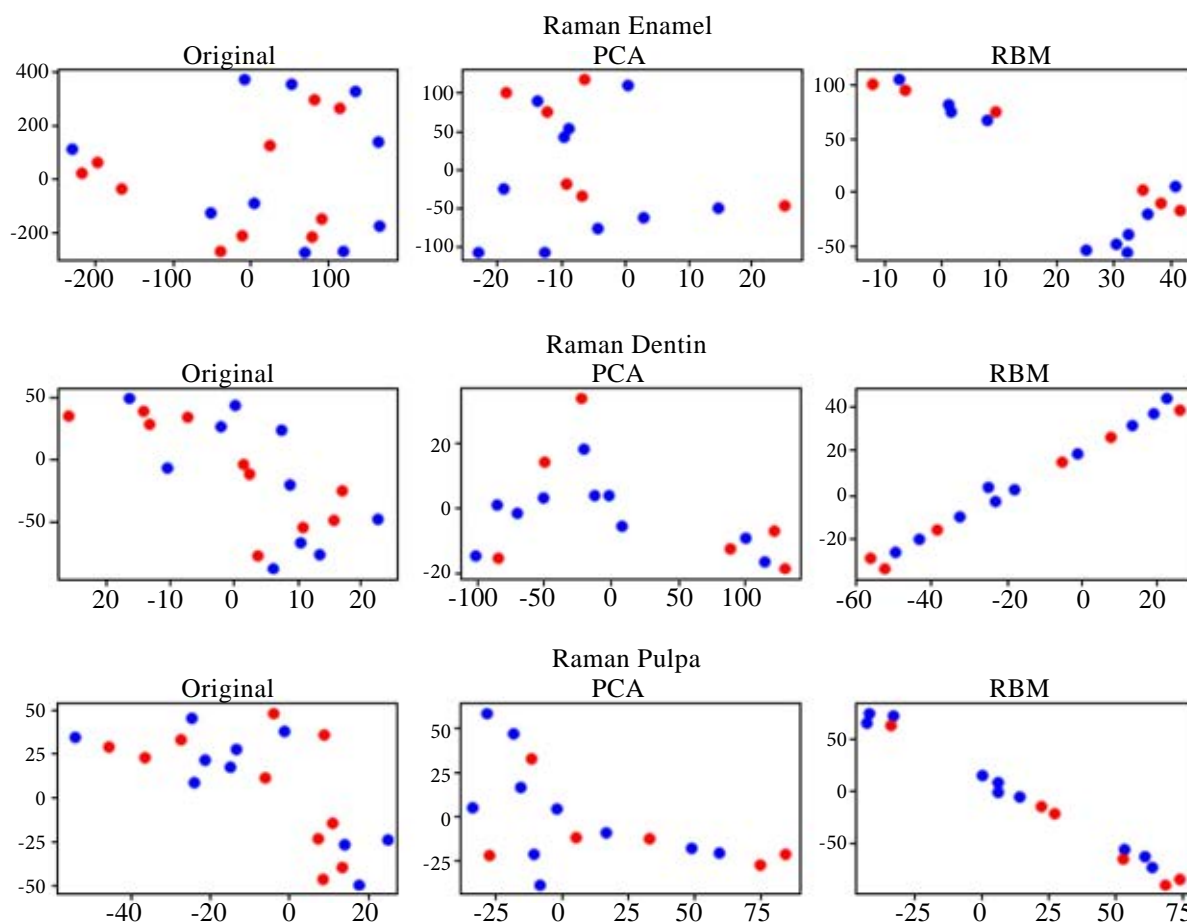 Raman Enamel
Original PCA RBM
400
200
0
-200
-200 -100 0 100
100
50
0
-50
-100
-20 -10 0 10 20
100
50
0
-50
-10 0 10 20 30 40
Raman Dentin
Original PCA RBM
50
0
-50
20 -10 0 10 20
20
0
-20
-100 -50 0 50 100
40
20
0
-20
-60 -40 -20 0 20
Raman Pulpa
Original PCA RBM
50
25
0
-25
-50
-40 -20 0 20
50
25
0
-25
-25 0 25 50 75
50
0
-50
-25 0 25 50 75